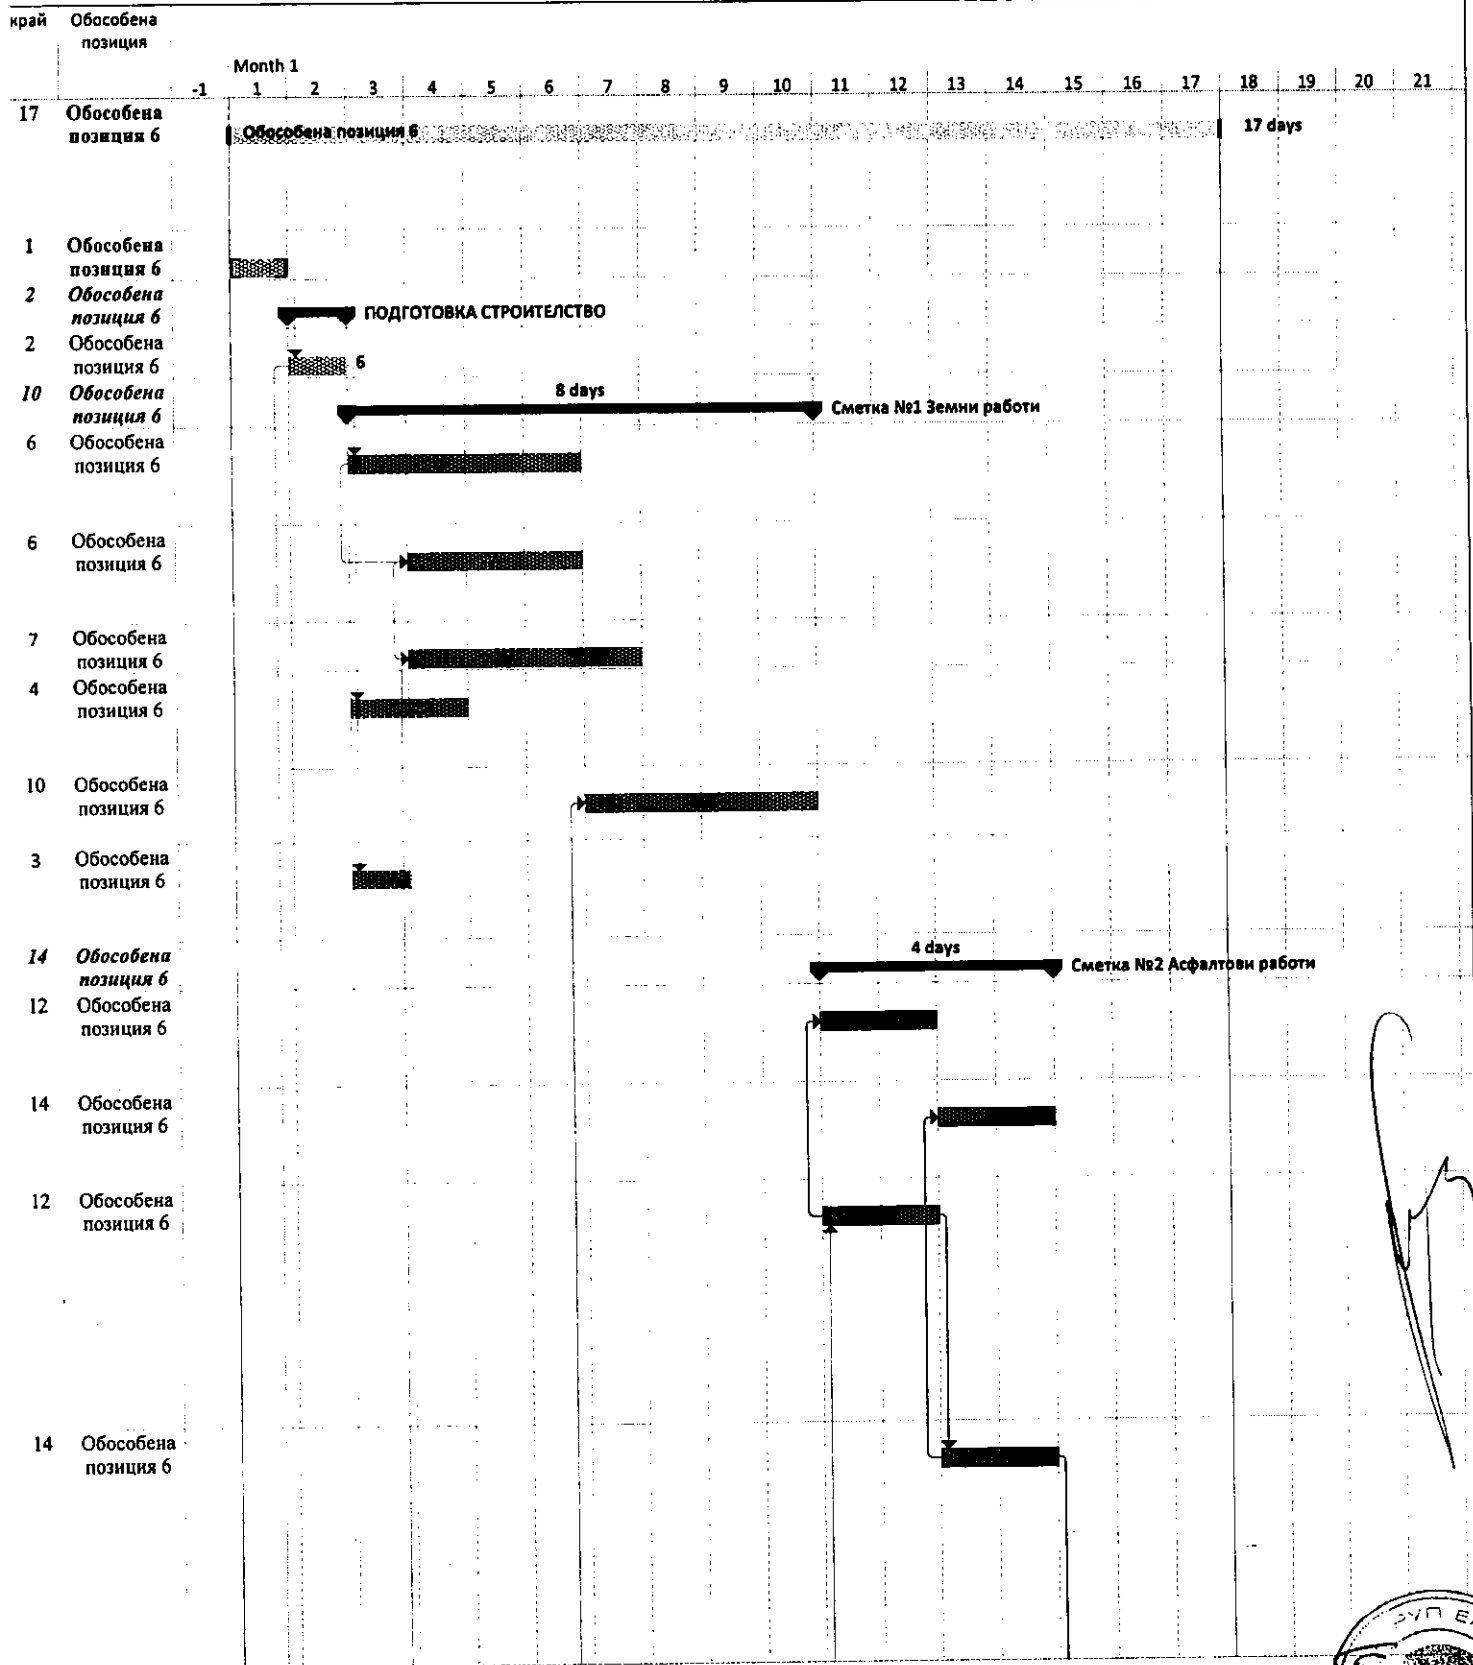 край Обособена
позиция
Month 1
-1 1 2 3 4 5 6 7 8 9 10 11 12 13 14 15 16 17 18 19 20 21
17 Обособена
позиция 6
Обособена позиция 6
17 days
1 Обособена
позиция 6
2 Обособена
позиция 6
ПОДГОТОВКА СТРОИТЕЛСТВО
2 Обособена
позиция 6
6
10 Обособена
позиция 6
8 days
Сметка №1 Земни работи
6 Обособена
позиция 6
6 Обособена
позиция 6
7 Обособена
позиция 6
4 Обособена
позиция 6
10 Обособена
позиция 6
3 Обособена
позиция 6
14 Обособена
позиция 6
4 days
Сметка №2 Асфалтови работи
12 Обособена
позиция 6
14 Обособена
позиция 6
12 Обособена
позиция 6
14 Обособена
позиция 6